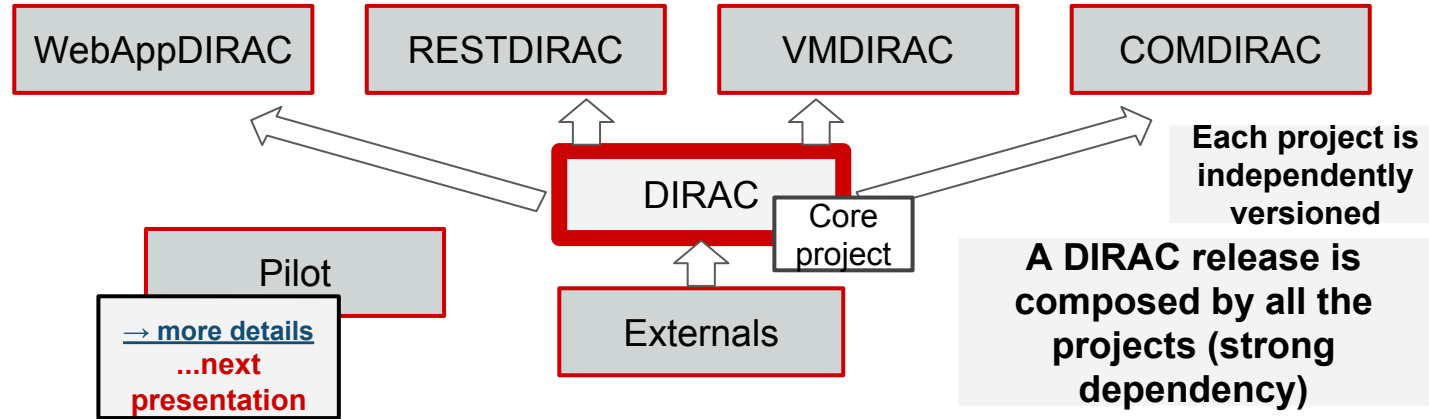 WebAppDIRAC
RESTDIRAC
VMDIRAC
COMDIRAC
Each project is
independently
versioned
DIRAC
Core
project
Pilot
→ more details
...next
presentation
Externals
A DIRAC release is
composed by all the
projects (strong
dependency)